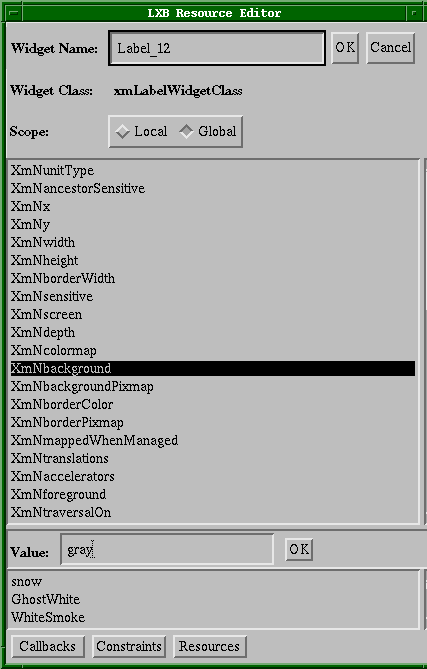 LXB Resource Editor
Widget Name: Label_12 OK Cancel
Widget Class: xmLabelWidgetClass
Scope: Local Global
XmNunitType
XmNancestorSensitive
XmNx
XmNy
XmNwidth
XmNheight
XmNborderWidth
XmNsensitive
XmNscreen
XmNdepth
XmNcolormap
XmNbackground
XmNbackgroundPixmap
XmNborderColor
XmNborderPixmap
XmNmappedWhenManaged
XmNtranslations
XmNaccelerators
XmNforeground
XmNtraversalOn
Value: gray OK
snow
GhostWhite
WhiteSmoke
Callbacks Constraints Resources